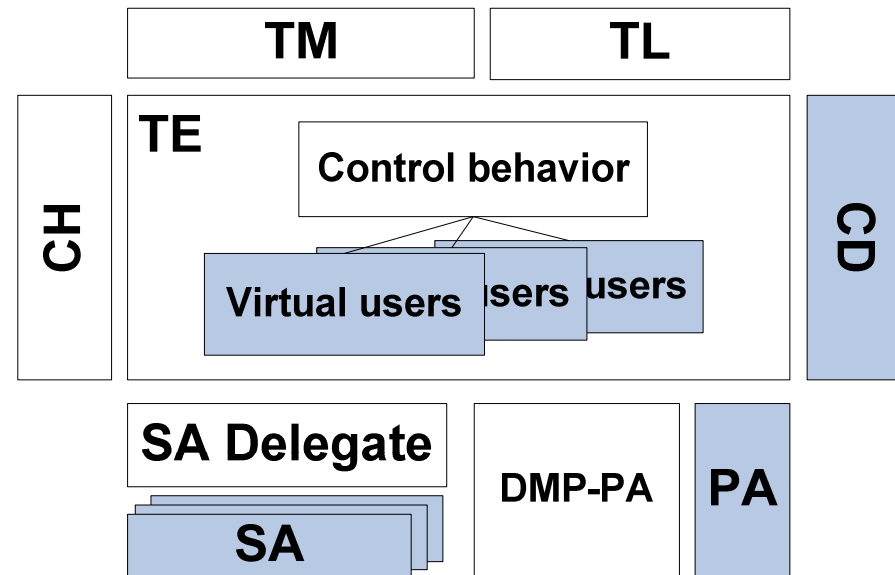 TM
TL
CH
TE
Control behavior
CD
Virtual users
users
users
SA Delegate
SA
DMP-PA
PA